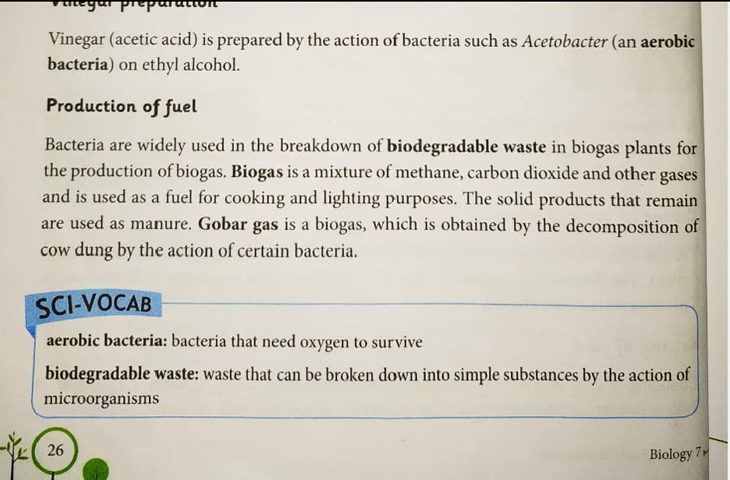 Vinegar preparation
Vinegar (acetic acid) is prepared by the action of bacteria such as Acetobacter (an aerobic
bacteria) on ethyl alcohol.
Production of fuel
Bacteria are widely used in the breakdown of biodegradable waste in biogas plants for
the production of biogas. Biogas is a mixture of methane, carbon dioxide and other gases
and is used as a fuel for cooking and lighting purposes. The solid products that remain
are used as manure. Gobar gas is a biogas, which is obtained by the decomposition of
cow dung by the action of certain bacteria.
SCI-VOCAB
aerobic bacteria: bacteria that need oxygen to survive
biodegradable waste: waste that can be broken down into simple substances by the action of
microorganisms
26
Biology 7